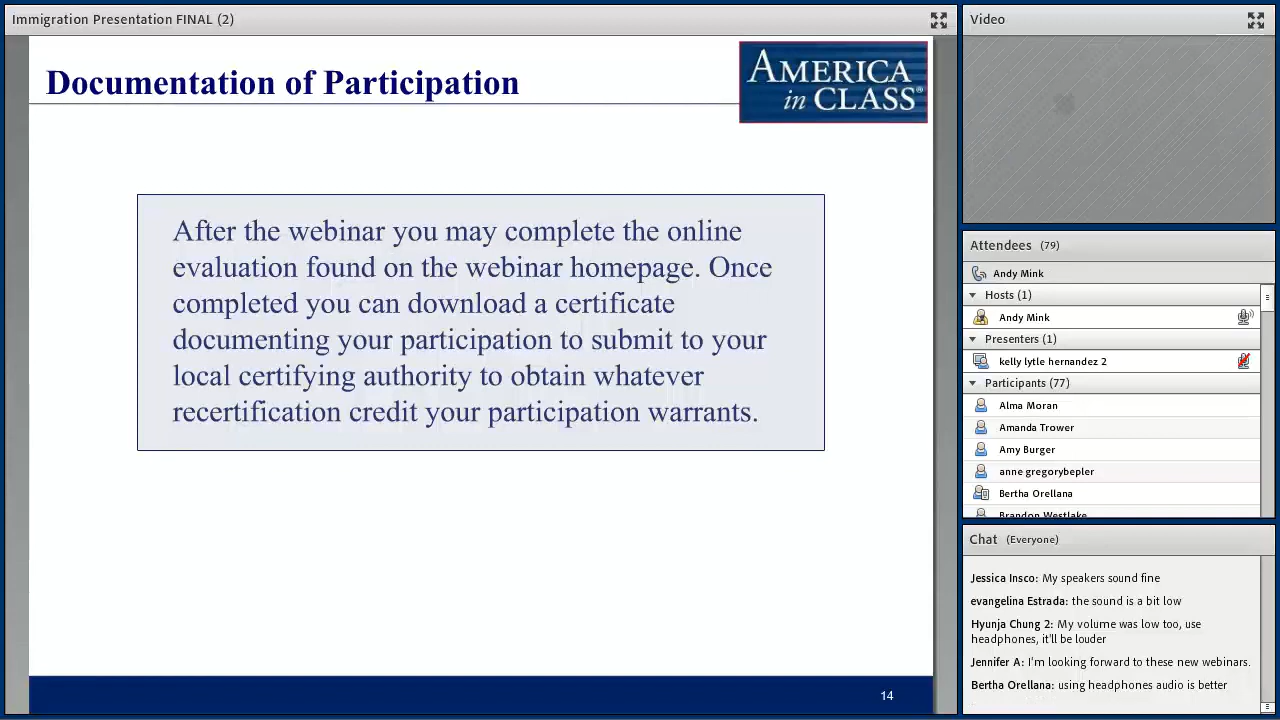 Immigration Presentation FINAL (2)
Documentation of Participation
AMERICA
in CLASS®
After the webinar you may complete the online
evaluation found on the webinar homepage. Once
completed you can download a certificate
documenting your participation to submit to your
local certifying authority to obtain whatever
recertification credit your participation warrants.
14
Video
Attendees (79)
Andy Mink
Hosts (1)
Andy Mink
Presenters (1)
kelly lytle hernandez 2
Participants (77)
Alma Moran
Amanda Trower
Amy Burger
anne gregorybepler
Bertha Orellana
Brandon Westlake
Chat (Everyone)
Jessica Insco: My speakers sound fine
evangelina Estrada: the sound is a bit low
Hyunja Chung 2: My volume was low too, use
headphones, it'll be louder
Jennifer A: I'm looking forward to these new webinars.
Bertha Orellana: using headphones audio is better